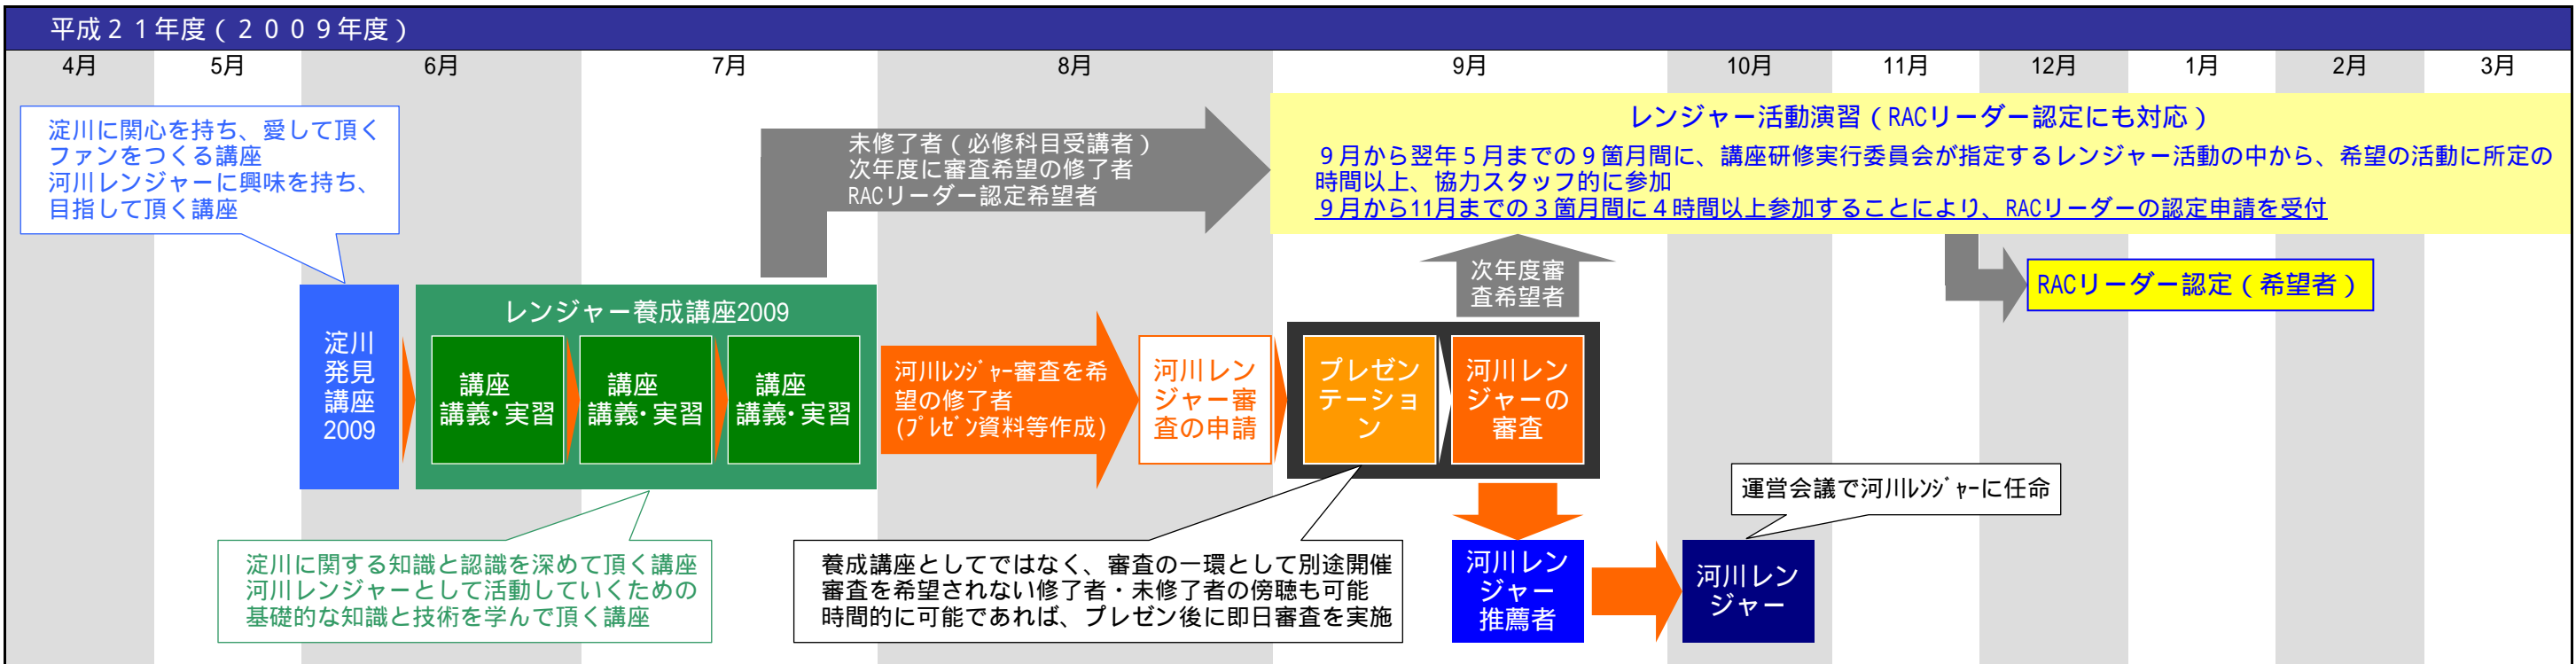 平成２１年度(２００９年度)
4月 5月 6月 7月 8月 9月 10月 11月 12月 1月 2月 3月
淀川に関心を持ち、愛して頂く
ファンをつくる講座
河川レンジャーに興味を持ち、
目指して頂く講座
未修了者(必修科目受講者)
次年度に審査希望の修了者
RACリーダー認定希望者
レンジャー活動演習(RACリーダー認定にも対応)
９月から翌年５月までの９箇月間に、講座研修実行委員会が指定するレンジャー活動の中から、希望の活動に所定の
時間以上、協力スタッフ的に参加
９月から11月までの３箇月間に４時間以上参加することにより、RACリーダーの認定申請を受付
次年度審
査希望者
RACリーダー認定(希望者)
淀川
発見
講座
2009
レンジャー養成講座2009
講座
講義・実習
講座
講義・実習
講座
講義・実習
河川ﾚﾝｼﾞｬｰ審査を希
望の修了者
(ﾌﾟﾚｾﾞﾝ資料等作成)
河川レン
ジャー審
査の申請
プレゼン
テーショ
ン
河川レン
ジャーの
審査
運営会議で河川ﾚﾝｼﾞｬｰに任命
淀川に関する知識と認識を深めて頂く講座
河川レンジャーとして活動していくための
基礎的な知識と技術を学んで頂く講座
養成講座としてではなく、審査の一環として別途開催
審査を希望されない修了者・未修了者の傍聴も可能
時間的に可能であれば、プレゼン後に即日審査を実施
河川レン
ジャー
推薦者
河川レン
ジャー